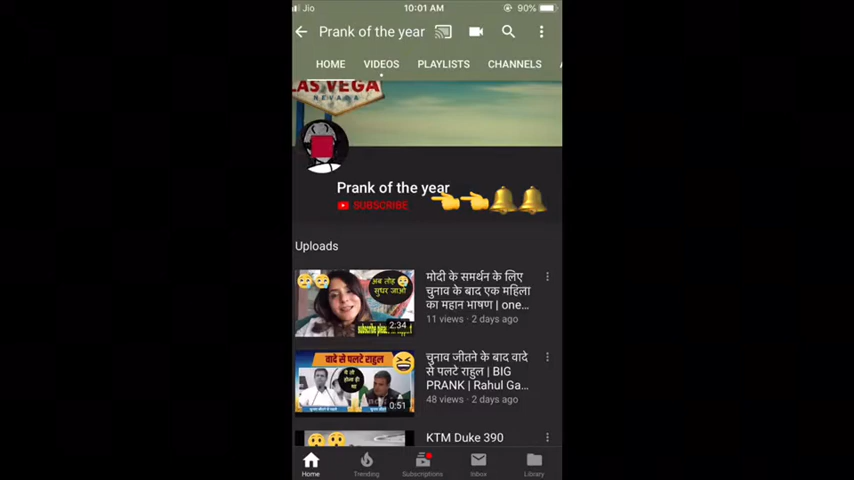 Jio 10:01 AM 90%
Prank of the year
HOME VIDEOS PLAYLISTS CHANNELS
LAS VEGA
NEVADA
Prank of the year
SUBSCRIBE
Uploads
अब तोह
सुधर जाओ
2:34
मोदी के समर्थन के लिए
चुनाव के बाद एक महिला
का महान भाषण | one...
11 views · 2 days ago
वादे से पलटे राहुल
0:51
चुनाव जीतने के बाद वादे
से पलटे राहुल | BIG
PRANK | Rahul Ga...
48 views · 2 days ago
KTM Duke 390
Home Trending Subscriptions Inbox Library